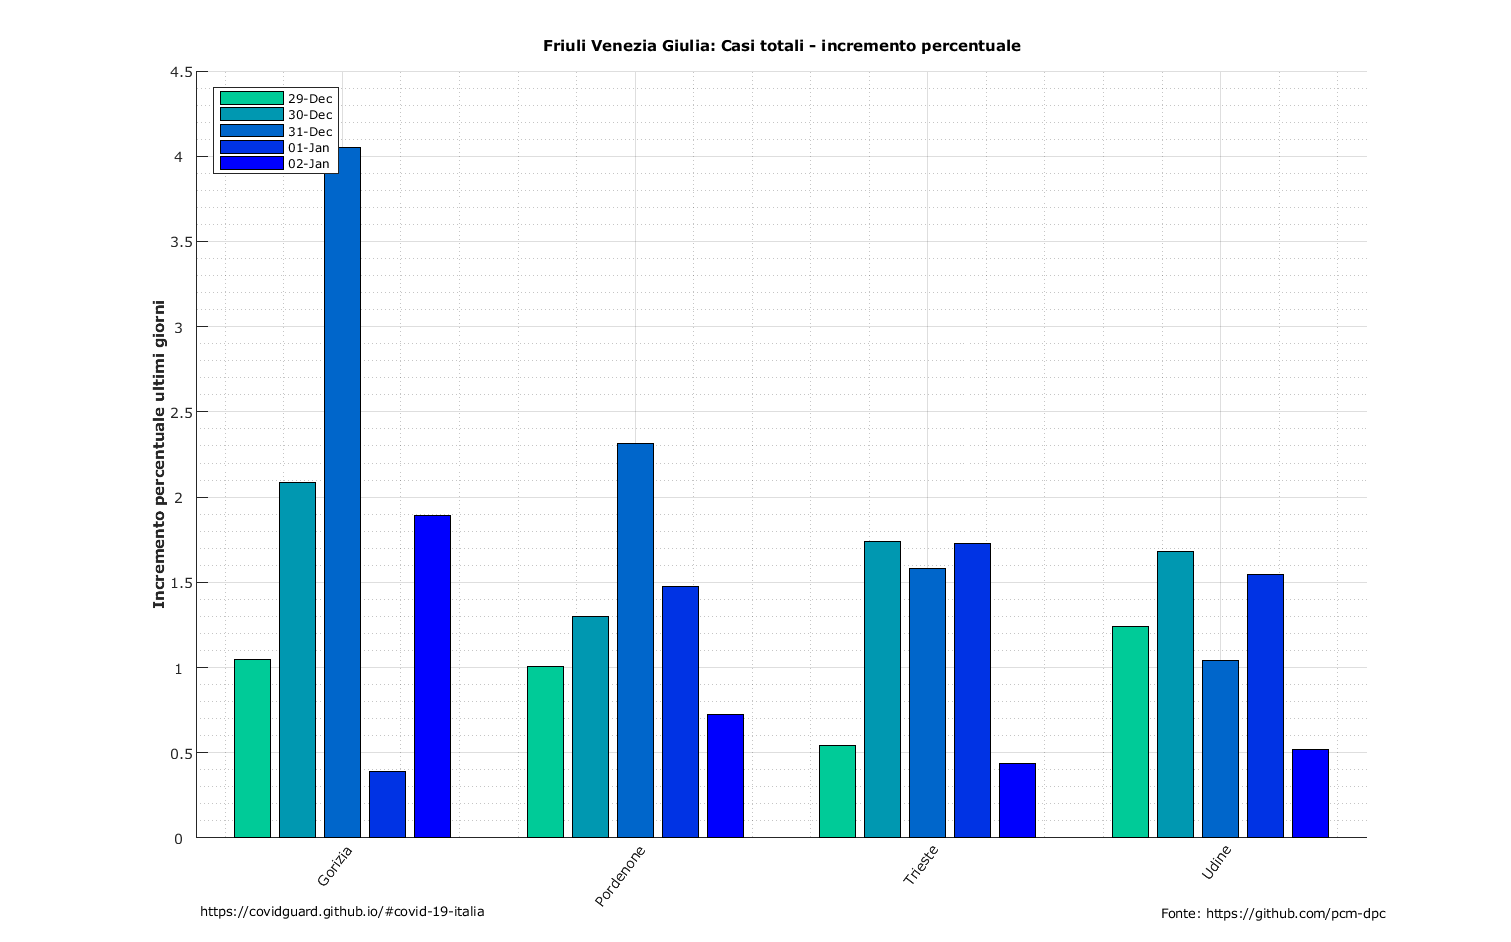 Friuli Venezia Giulia: Casi totali - incremento percentuale
4.5
4
3.5
3
2.5
2
1.5
1
0.5
0
Incremento percentuale ultimi giorni
29-Dec
30-Dec
31-Dec
01-Jan
02-Jan
Gorizia
Pordenone
Trieste
Udine
https://covidguard.github.io/#covid-19-italia
Fonte: https://github.com/pcm-dpc